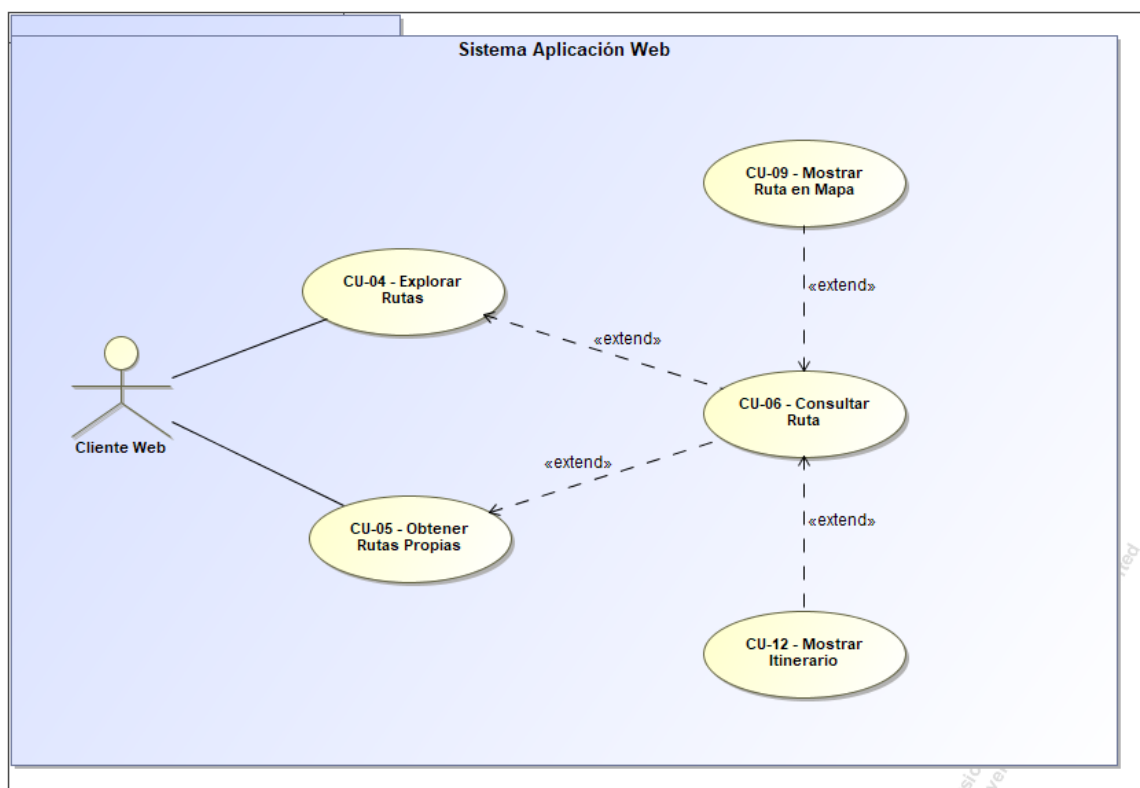 Sistema Aplicación Web
CU-09 - Mostrar
Ruta en Mapa
«extend»
CU-04 - Explorar
Rutas
«extend»
CU-06 - Consultar
Ruta
Cliente Web
«extend»
CU-05 - Obtener
Rutas Propias
«extend»
CU-12 - Mostrar
Itinerario